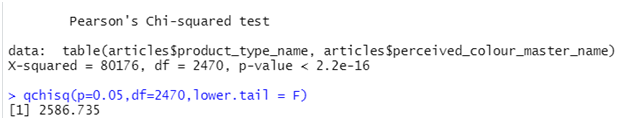 Pearson's Chi-squared test
data:  table(articles$product_type_name, articles$perceived_colour_master_name)
X-squared = 80176, df = 2470, p-value < 2.2e-16
> qchisq(p=0.05,df=2470,lower.tail = F)
[1] 2586.735